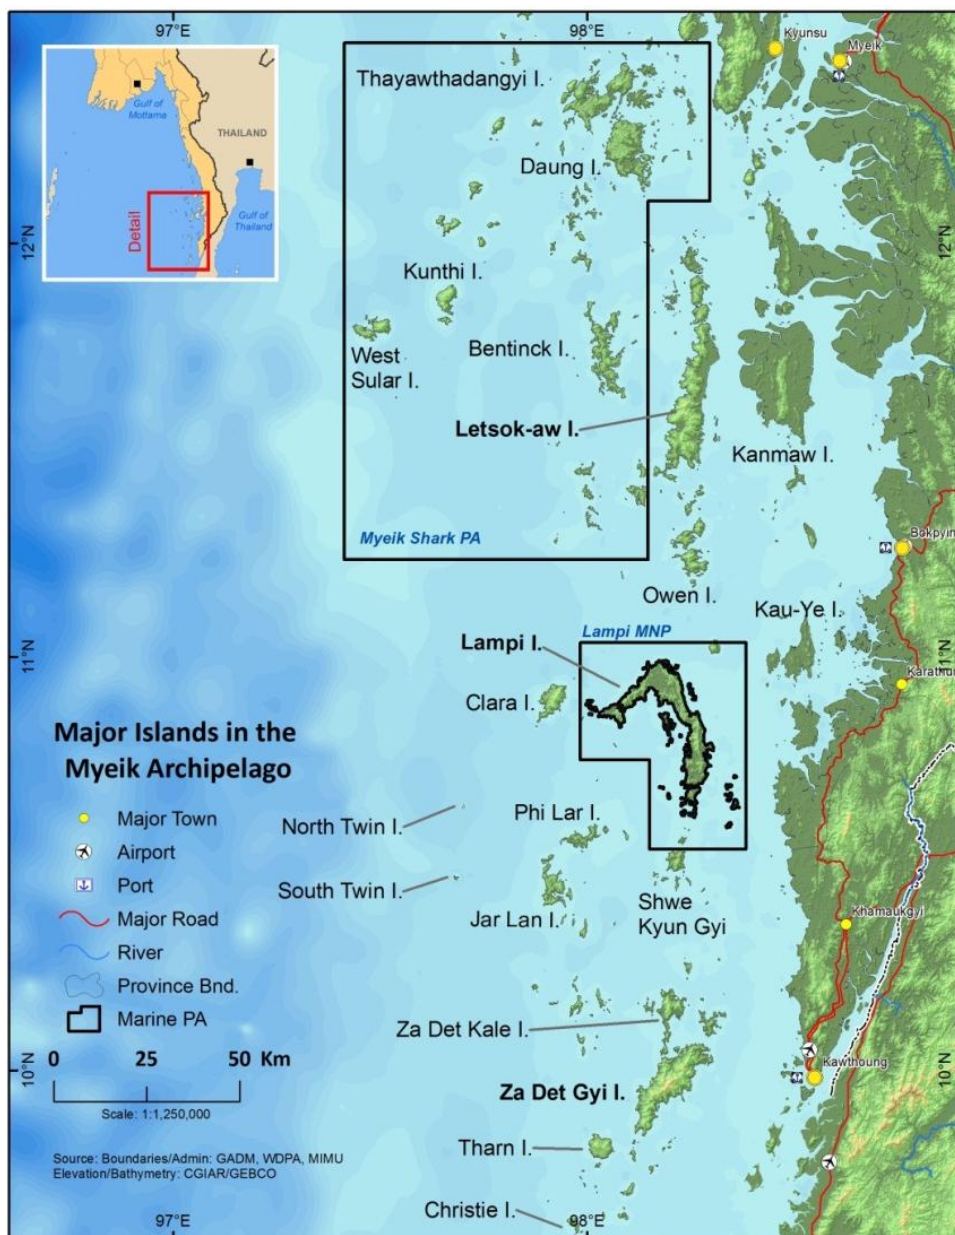 97°E
98°E
Kyunsu
Myeik
Thayawthadangyi I.
Gulf of
Mottama
THAILAND
Daung I.
Detail
Gulf of
Thailand
12°N
12°N
Kunthi I.
West
Sular I.
Bentinck I.
Letsok-aw I.
Kanmaw I.
Myeik Shark PA
Bokpyin
Owen I.
Kau-Ye I.
Lampi MNP
Lampi I.
11°N
11°N
Karathuri
Clara I.
Major Islands in the
Myeik Archipelago
Major Town
Airport
Port
Major Road
River
Province Bnd.
Marine PA
North Twin I.
Phi Lar I.
South Twin I.
Jar Lan I.
Shwe
Kyun Gyi
Khamaukgyi
Za Det Kale I.
0 25 50 Km
Scale: 1:1,250,000
10°N
10°N
Kawthoung
Za Det Gyi I.
Tharn I.
Source: Boundaries/Admin: GADM, WDPA, MIMU
Elevation/Bathymetry: CGIAR/GEBCO
Christie I.
97°E
98°E